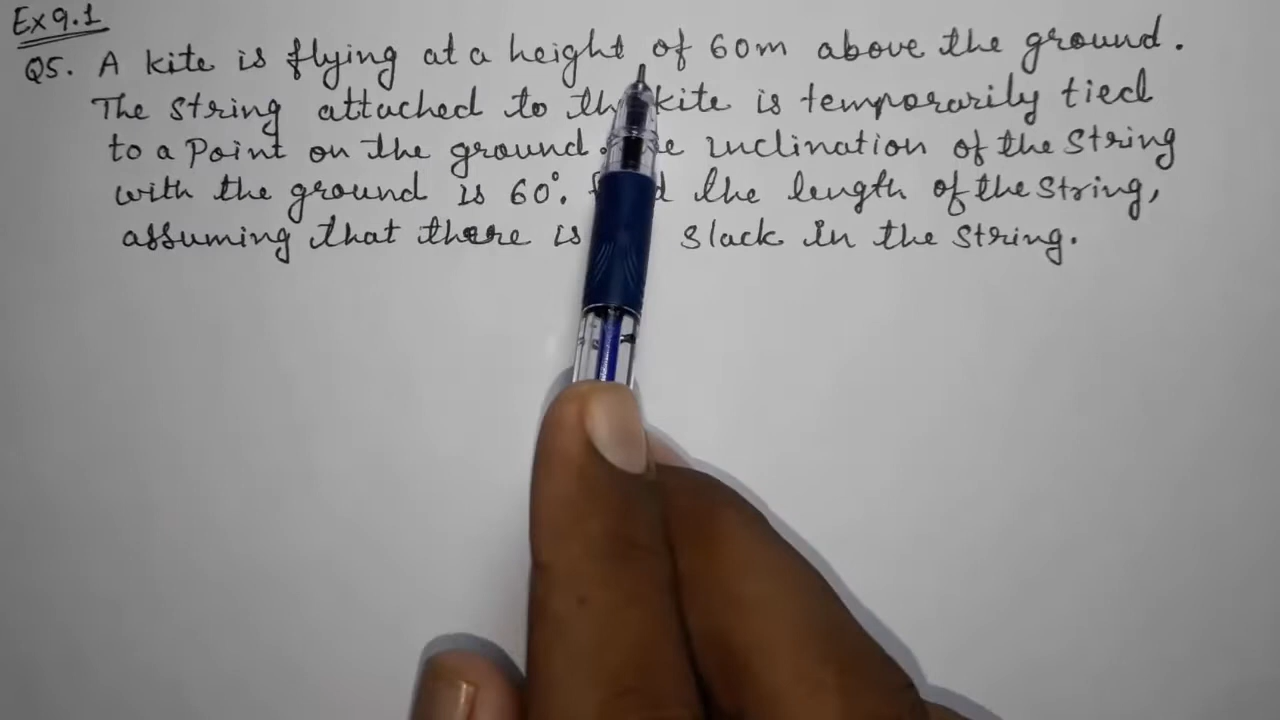 Ex 9.1
Q5. A kite is flying at a height of 60m above the ground.
The string attached to the kite is temporarily tied
to a Point on the ground. inclination of the string
with the ground is 60°. the length of the string,
assuming that there is slack in the string.